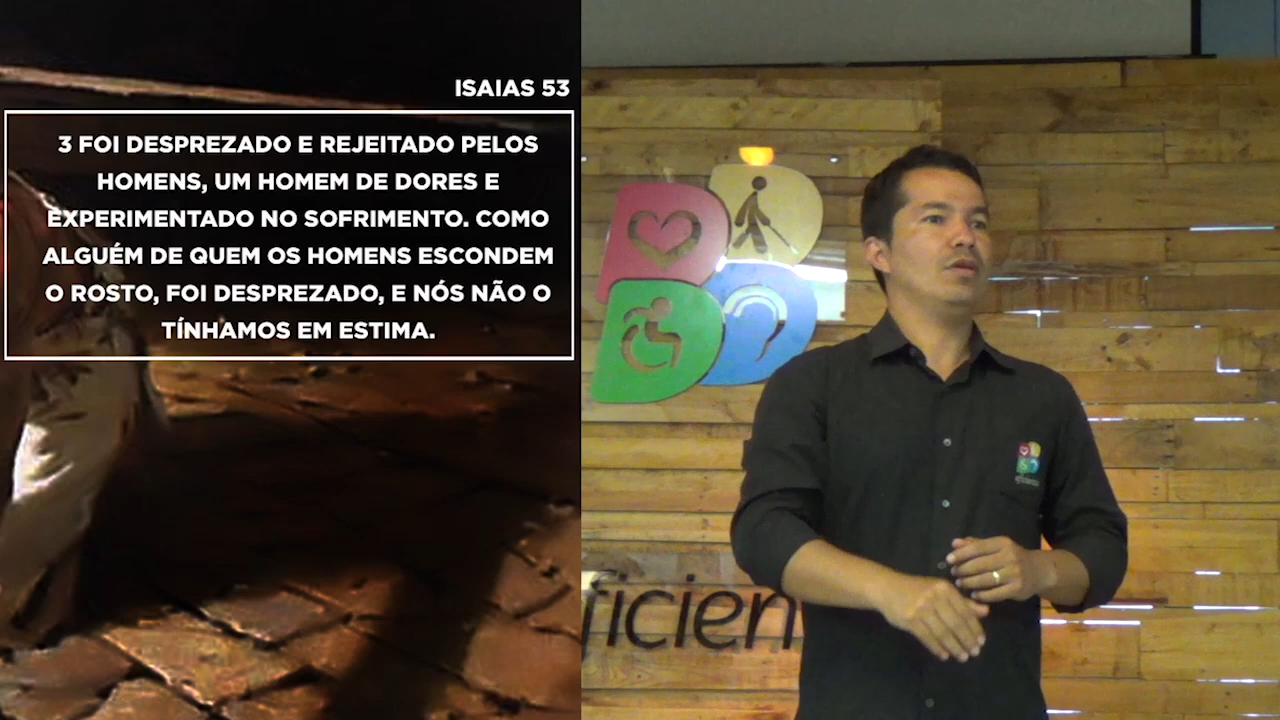 ISAIAS 53
3 FOI DESPREZADO E REJEITADO PELOS
HOMENS, UM HOMEM DE DORES E
EXPERIMENTADO NO SOFRIMENTO. COMO
ALGUÉM DE QUEM OS HOMENS ESCONDEM
O ROSTO, FOI DESPREZADO, E NÓS NÃO O
TÍNHAMOS EM ESTIMA.
ficien